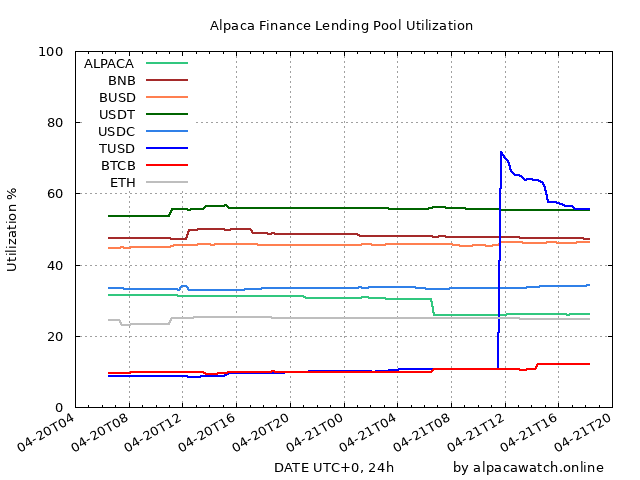 Alpaca Finance Lending Pool Utilization
100
80
60
40
20
0
Utilization %
ALPACA
BNB
BUSD
USDT
USDC
TUSD
BTCB
ETH
04-20T04
04-20T08
04-20T12
04-20T16
04-20T20
04-21T00
04-21T04
04-21T08
04-21T12
04-21T16
04-21T20
DATE UTC+0, 24h
by alpacawatch.online